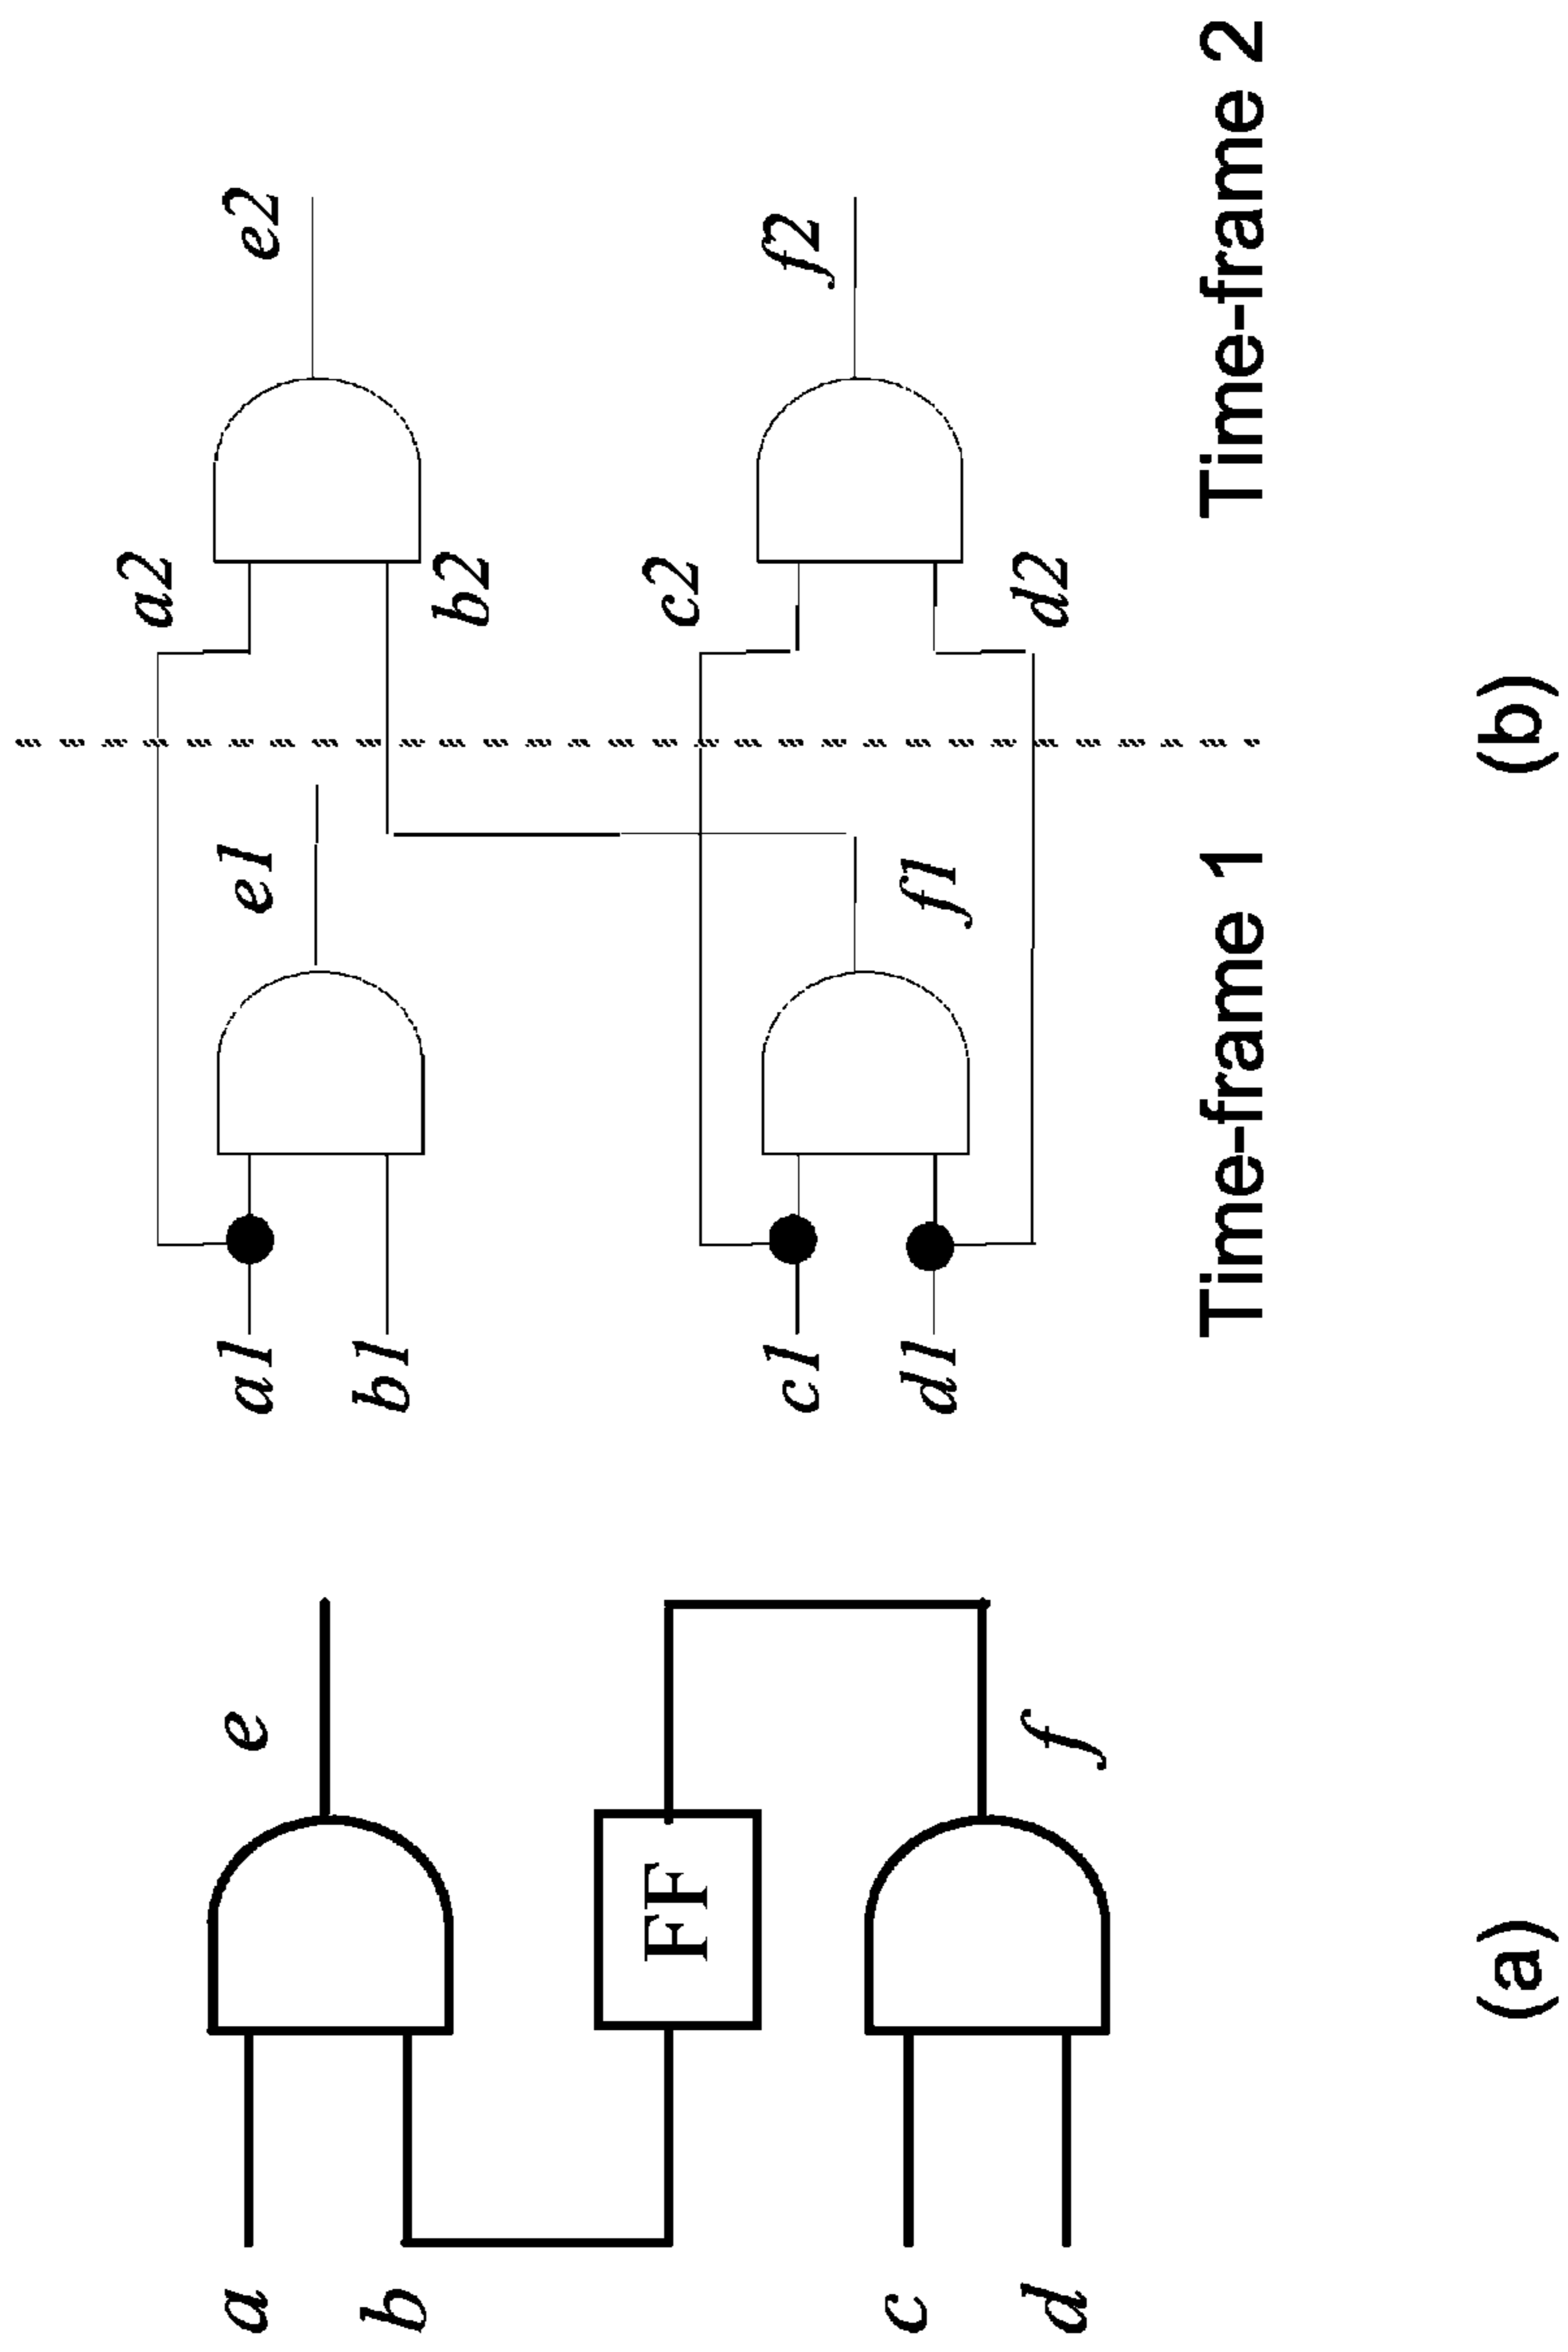 a
b
c
d
e
f
FF
(a)
a1
b1
c1
d1
e1
f1
a2
b2
c2
d2
e2
f2
Time-frame 1
Time-frame 2
(b)